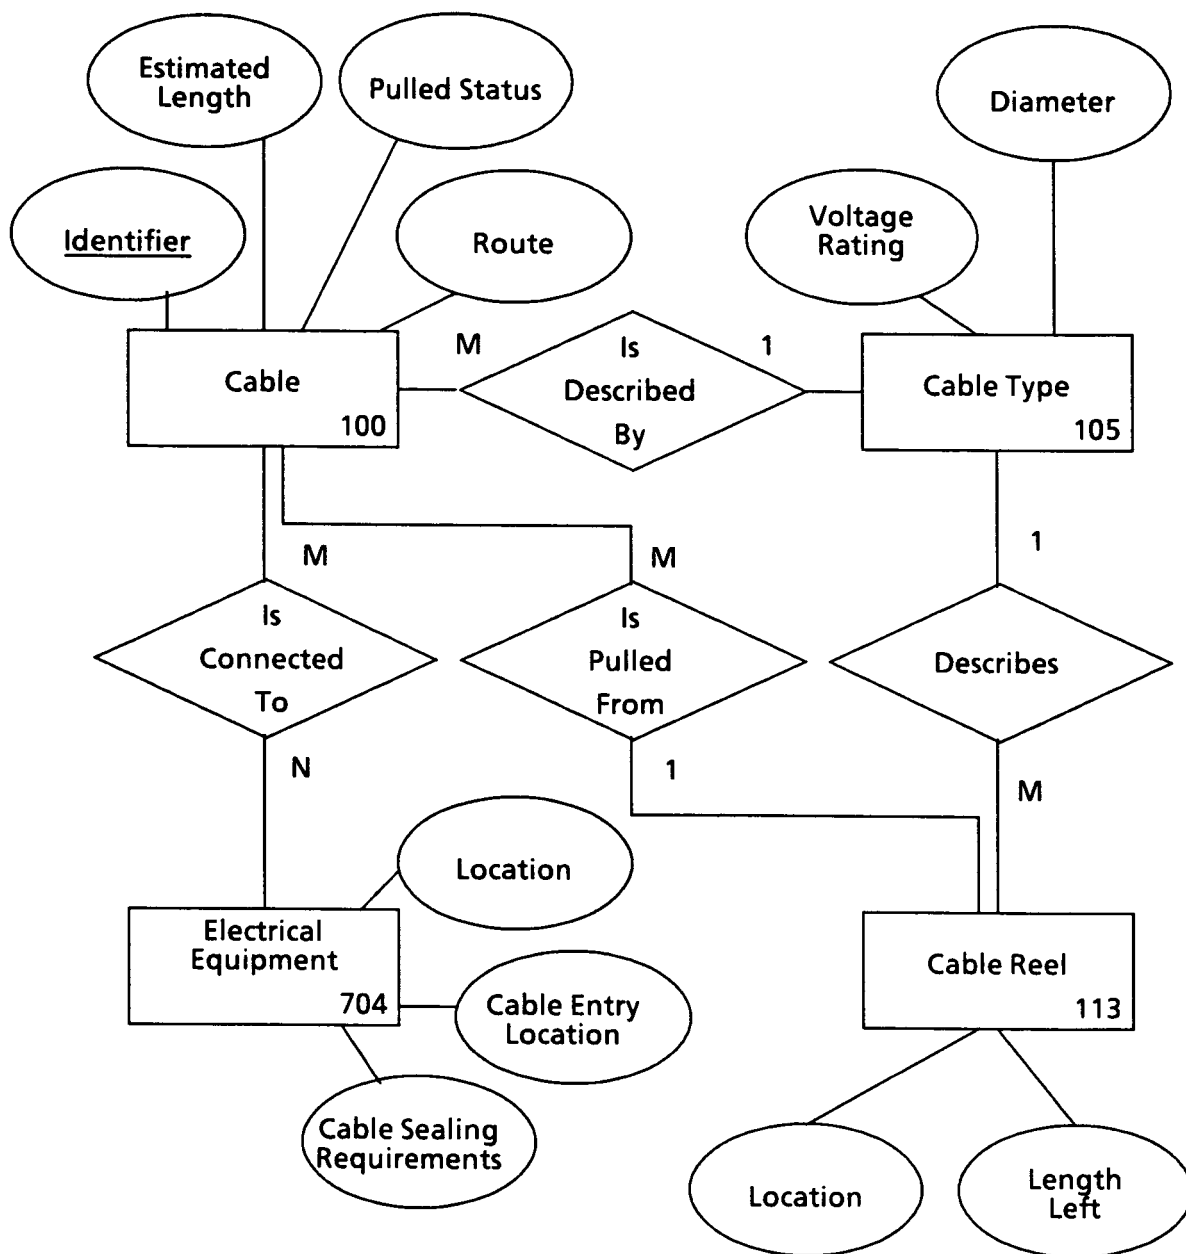 Estimated
Length
Pulled Status
Diameter
Identifier
Route
Voltage
Rating
Cable
100
M
Is
Described
By
1
Cable Type
105
M
M
1
Is
Connected
To
Is
Pulled
From
Describes
N
1
M
Location
Electrical
Equipment
704
Cable Reel
113
Cable Entry
Location
Cable Sealing
Requirements
Location
Length
Left